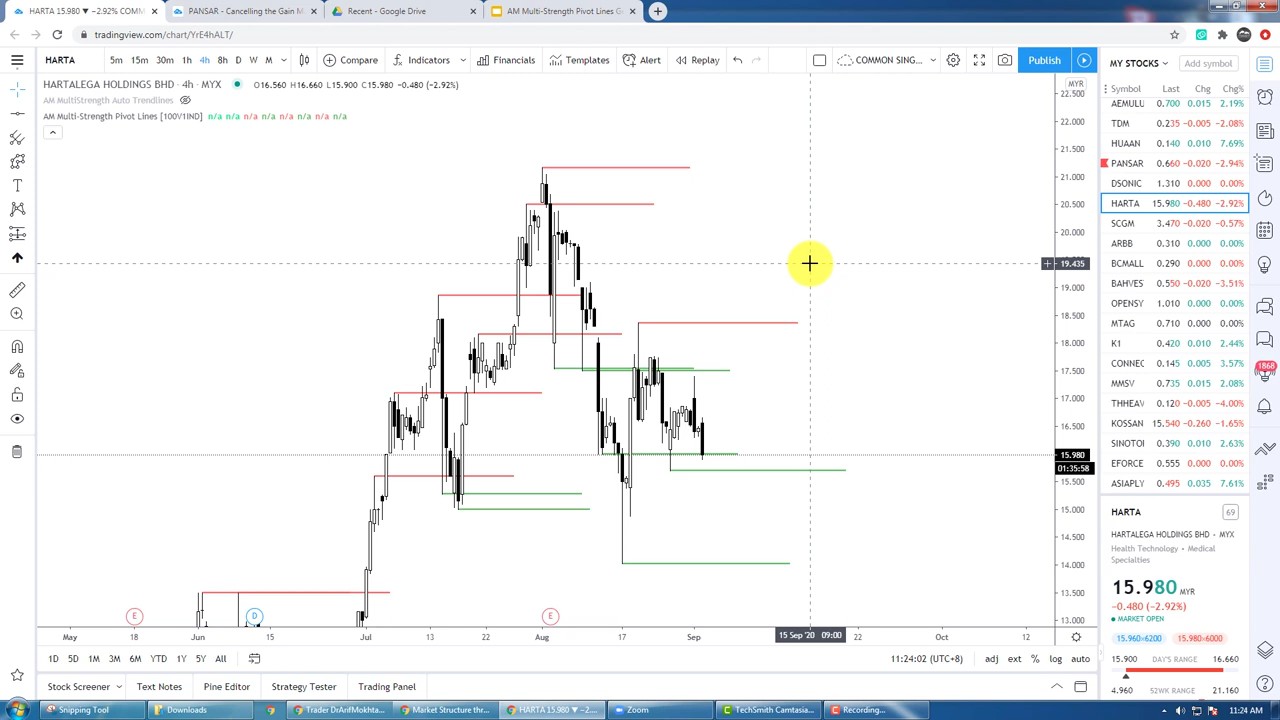 HARTA 15.980 ▼ −2.92% COMMON
PANSAR - Cancelling the Gain M
Recent - Google Drive
AM Multi-Strength Pivot Lines.G
tradingview.com/chart/YrE4hALT/
HARTA 5m 15m 30m 1h 4h 8h D W M Compare Indicators Financials Templates Alert Replay COMMON SING... Publish
HARTALEGA HOLDINGS BHD · 4h · MYX O16.560 H16.660 L15.900 R15.980 −0.480 (−2.92%)
AM MultiStrength Auto Trendlines
AM Multi-Strength Pivot Lines [100V1IND] n/a n/a n/a n/a n/a n/a n/a n/a
MYR
22.500
22.000
21.500
21.000
20.500
20.000
19.435
19.000
18.500
18.000
17.500
17.000
16.500
15.980
01:35:58
15.500
15.000
14.500
14.000
13.500
13.000
E D E
May 18 Jun 15 Jul 13 22 Aug 17 Sep 15 Sep '20 09:00 22 Oct 12
1D 5D 1M 3M 6M YTD 1Y 5Y All 11:24:02 (UTC+8) adj ext % log auto
Stock Screener Text Notes Pine Editor Strategy Tester Trading Panel
MY STOCKS Add symbol
Symbol Last Chg Chg%
AEMULU 0.700 0.015 2.19%
TDM 0.235 −0.005 −2.08%
HUAAN 0.140 0.010 7.69%
PANSAR 0.660 −0.020 −2.94%
DSONIC 1.310 0.000 0.00%
HARTA 15.980 −0.480 −2.92%
SCGM 3.470 −0.020 −0.57%
ARBB 0.310 0.000 0.00%
BCMALL 0.290 0.000 0.00%
BAHVES 0.550 −0.020 −3.51%
OPENSY 1.010 0.000 0.00%
MTAG 0.710 0.000 0.00%
K1 0.420 0.010 2.44%
CONNEC 0.145 0.005 3.57%
MMSV 0.735 0.015 2.08%
THHEAV 0.120 −0.005 −4.00%
KOSSAN 15.540 −0.260 −1.65%
SINOTO 0.390 0.010 2.63%
EFORCE 0.555 0.000 0.00%
ASIAPLY 0.495 0.035 7.61%
1868
HARTA 69
HARTALEGA HOLDINGS BHD • MYX
Health Technology • Medical
Specialties
15.980 MYR
−0.480 (−2.92%)
MARKET OPEN
15.960×6200 15.980×6000
15.900 DAY'S RANGE 16.660
4.960 52WK RANGE 21.160
Snipping Tool Downloads Trader DrArifMokhta... Market Structure thr... HARTA 15.980 ▼ −2... Zoom TechSmith Camtasia... Recording... 11:24 AM